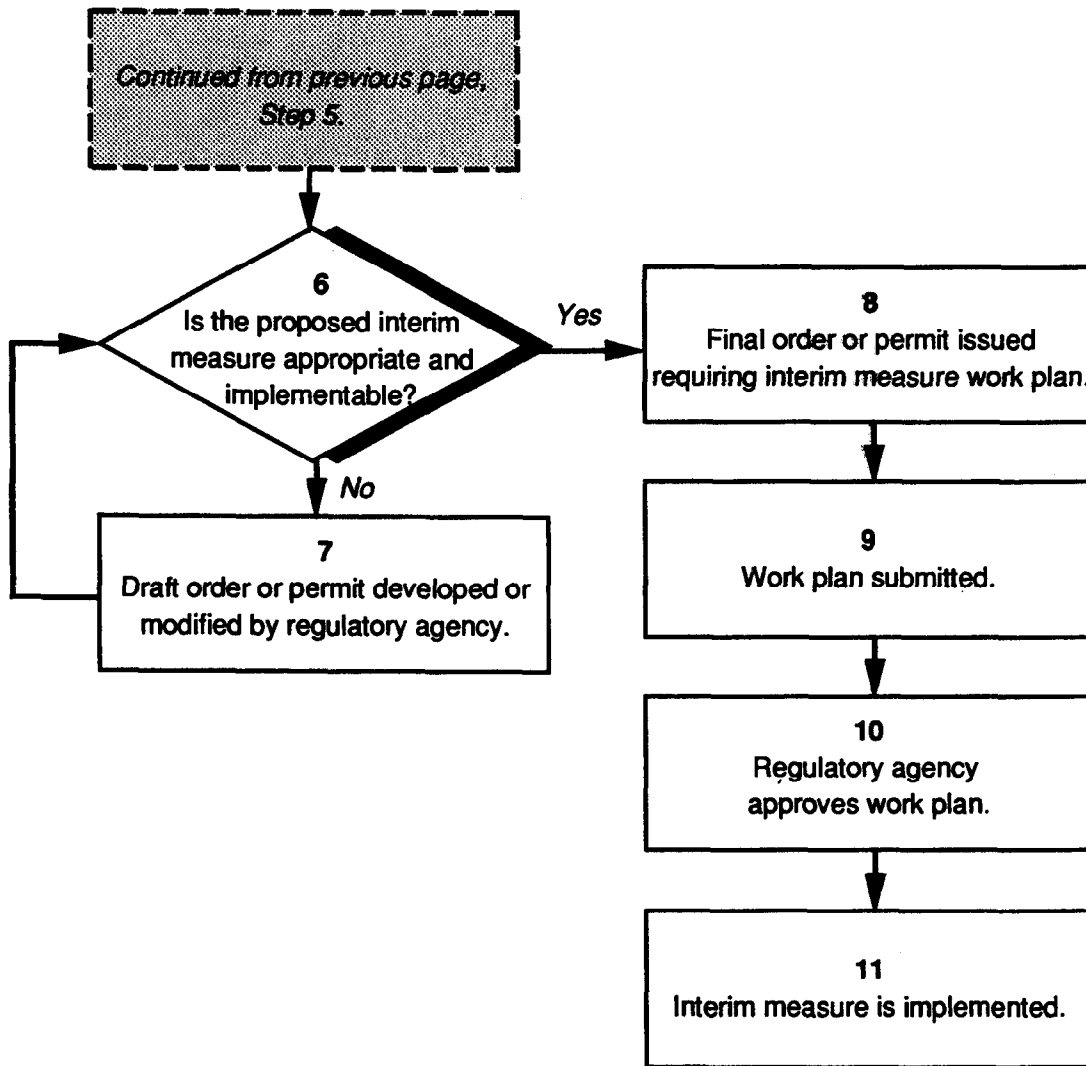 Continued from previous page,
Step 5.
6
Is the proposed interim
measure appropriate and
implementable?
Yes
No
7
Draft order or permit developed or
modified by regulatory agency.
8
Final order or permit issued
requiring interim measure work plan.
9
Work plan submitted.
10
Regulatory agency
approves work plan.
11
Interim measure is implemented.